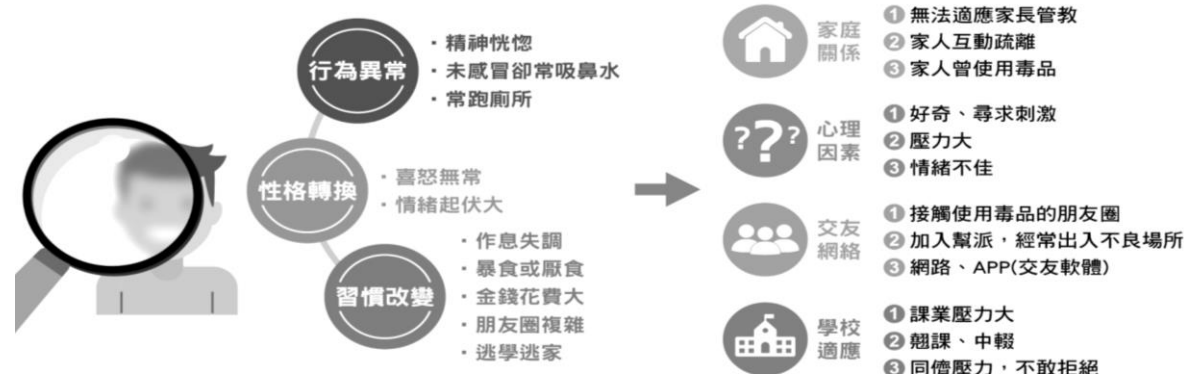 行為異常
・精神恍惚
・未感冒卻常吸鼻水
・常跑廁所
性格轉換
・喜怒無常
・情緒起伏大
習慣改變
・作息失調
・暴食或厭食
・金錢花費大
・朋友圈複雜
・逃學逃家
家庭
關係
❶無法適應家長管教
❷家人互動疏離
❸家人曾使用毒品
???
心理
因素
❶好奇、尋求刺激
❷壓力大
❸情緒不佳
交友
網絡
❶接觸使用毒品的朋友圈
❷加入幫派，經常出入不良場所
❸網路、APP(交友軟體)
學校
適應
❶課業壓力大
❷翹課、中輟
❸同儕壓力，不敢拒絕